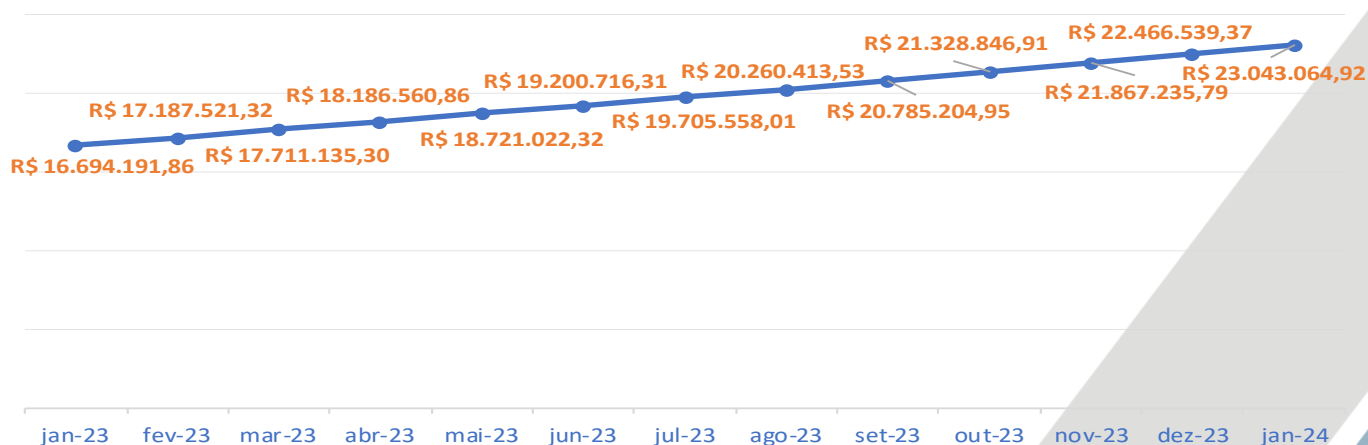 R$ 16.694.191,86
R$ 17.187.521,32
R$ 17.711.135,30
R$ 18.186.560,86
R$ 18.721.022,32
R$ 19.200.716,31
R$ 19.705.558,01
R$ 20.260.413,53
R$ 20.785.204,95
R$ 21.328.846,91
R$ 21.867.235,79
R$ 22.466.539,37
R$ 23.043.064,92
jan-23 fev-23 mar-23 abr-23 mai-23 jun-23 jul-23 ago-23 set-23 out-23 nov-23 dez-23 jan-24